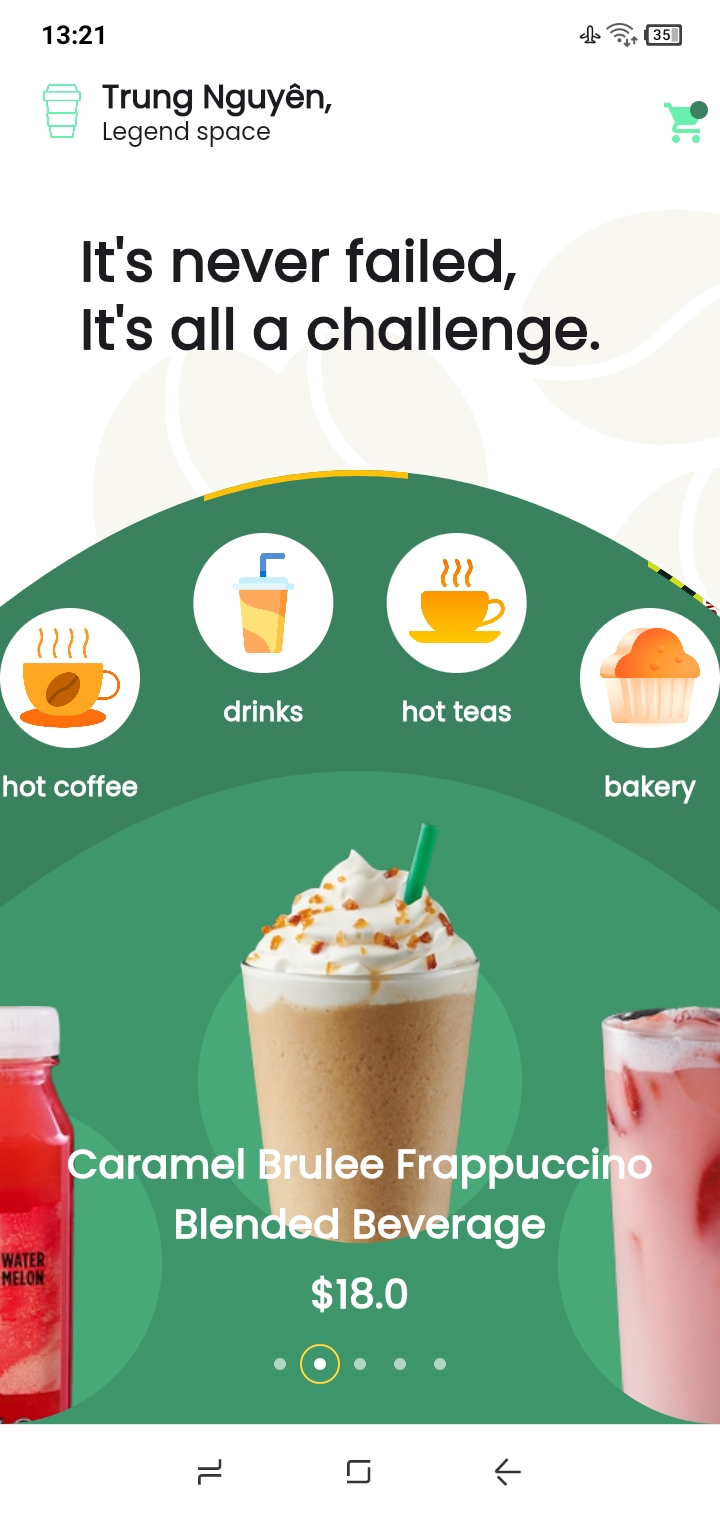 13:21
35
Trung Nguyên,
Legend space
It's never failed,
It's all a challenge.
drinks
hot teas
hot coffee
bakery
WATER
MELON
Caramel Brulee Frappuccino
Blended Beverage
$18.0